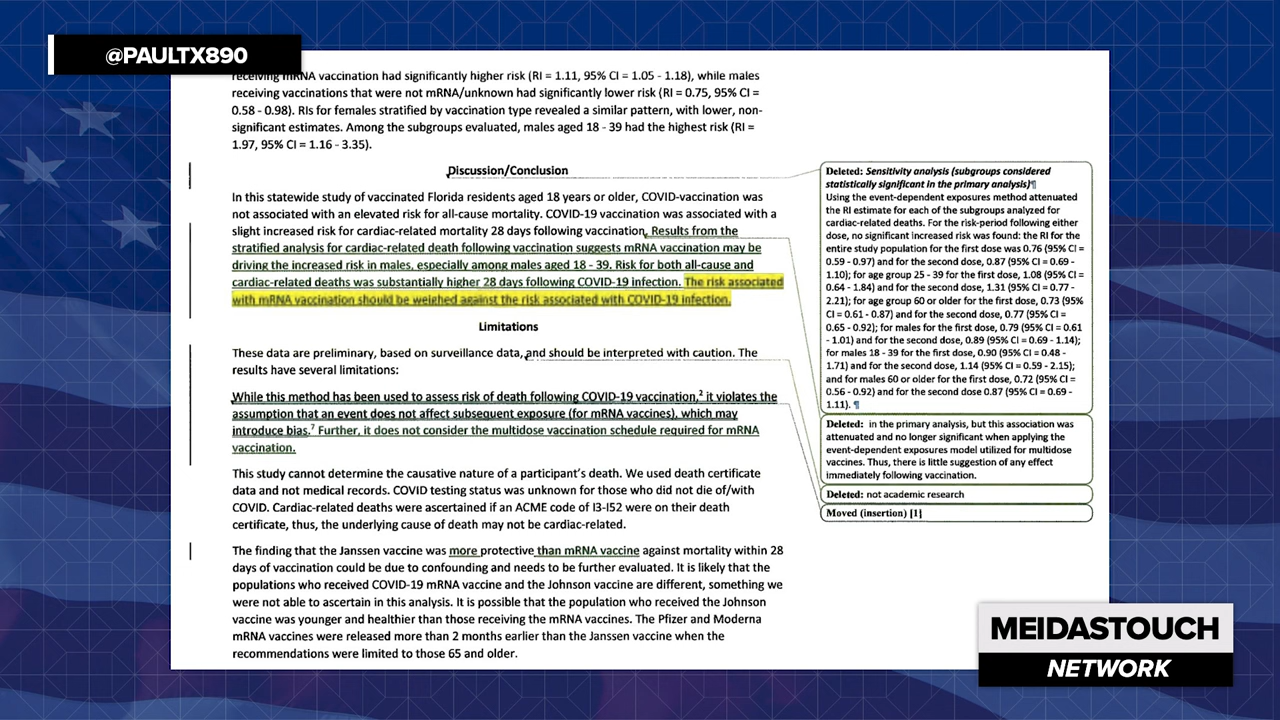 @PAULTX890
receiving mRNA vaccination had significantly higher risk (RI = 1.11, 95% CI = 1.05 - 1.18), while males
receiving vaccinations that were not mRNA/unknown had significantly lower risk (RI = 0.75, 95% CI =
0.58 - 0.98). RIs for females stratified by vaccination type revealed a similar pattern, with lower, non-
significant estimates. Among the subgroups evaluated, males aged 18 - 39 had the highest risk (RI =
1.97, 95% CI = 1.16 - 3.35).
Discussion/Conclusion
In this statewide study of vaccinated Florida residents aged 18 years or older, COVID-vaccination was
not associated with an elevated risk for all-cause mortality. COVID-19 vaccination was associated with a
slight increased risk for cardiac-related mortality 28 days following vaccination. Results from the
stratified analysis for cardiac-related death following vaccination suggests mRNA vaccination may be
driving the increased risk in males, especially among males aged 18 - 39. Risk for both all-cause and
cardiac-related deaths was substantially higher 28 days following COVID-19 infection. The risk associated
with mRNA vaccination should be weighed against the risk associated with COVID-19 infection.
Limitations
These data are preliminary, based on surveillance data, and should be interpreted with caution. The
results have several limitations:
While this method has been used to assess risk of death following COVID-19 vaccination,² it violates the
assumption that an event does not affect subsequent exposure (for mRNA vaccines), which may
introduce bias.⁷ Further, it does not consider the multidose vaccination schedule required for mRNA
vaccination.
This study cannot determine the causative nature of a participant's death. We used death certificate
data and not medical records. COVID testing status was unknown for those who did not die of/with
COVID. Cardiac-related deaths were ascertained if an ACME code of I3-I52 were on their death
certificate, thus, the underlying cause of death may not be cardiac-related.
The finding that the Janssen vaccine was more protective than mRNA vaccine against mortality within 28
days of vaccination could be due to confounding and needs to be further evaluated. It is likely that the
populations who received COVID-19 mRNA vaccine and the Johnson vaccine are different, something we
were not able to ascertain in this analysis. It is possible that the population who received the Johnson
vaccine was younger and healthier than those receiving the mRNA vaccines. The Pfizer and Moderna
mRNA vaccines were released more than 2 months earlier than the Janssen vaccine when the
recommendations were limited to those 65 and older.
Deleted: Sensitivity analysis (subgroups considered
statistically significant in the primary analysis)¶
Using the event-dependent exposures method attenuated
the RI estimate for each of the subgroups analyzed for
cardiac-related deaths. For the risk-period following either
dose, no significant increased risk was found: the RI for the
entire study population for the first dose was 0.76 (95% CI =
0.59 - 0.97) and for the second dose, 0.87 (95% CI = 0.69 -
1.10); for age group 25 - 39 for the first dose, 1.08 (95% CI =
0.64 - 1.84) and for the second dose, 1.31 (95% CI = 0.77 -
2.21); for age group 60 or older for the first dose, 0.73 (95%
CI = 0.61 - 0.87) and for the second dose, 0.77 (95% CI =
0.65 - 0.92); for males for the first dose, 0.79 (95% CI = 0.61
- 1.01) and for the second dose, 0.89 (95% CI = 0.69 - 1.14);
for males 18 - 39 for the first dose, 0.90 (95% CI = 0.48 -
1.71) and for the second dose, 1.14 (95% CI = 0.59 - 2.15);
and for males 60 or older for the first dose, 0.72 (95% CI =
0.56 - 0.92) and for the second dose 0.87 (95% CI = 0.69 -
1.11). ¶
Deleted: in the primary analysis, but this association was
attenuated and no longer significant when applying the
event-dependent exposures model utilized for multidose
vaccines. Thus, there is little suggestion of any effect
immediately following vaccination.
Deleted: not academic research
Moved (insertion) [1]
MEIDASTOUCH
NETWORK